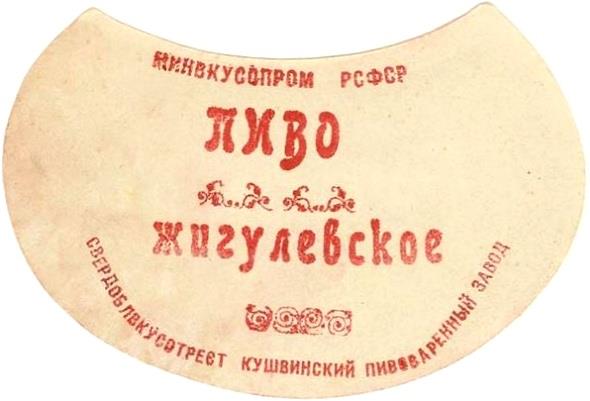 МИНВКУСОПРОМ РСФСР
ПИВО
жигулевское
СВЕРДОБЛВКУСОТРЕСТ КУШВИНСКИЙ ПИВОВАРЕННЫЙ ЗАВОД